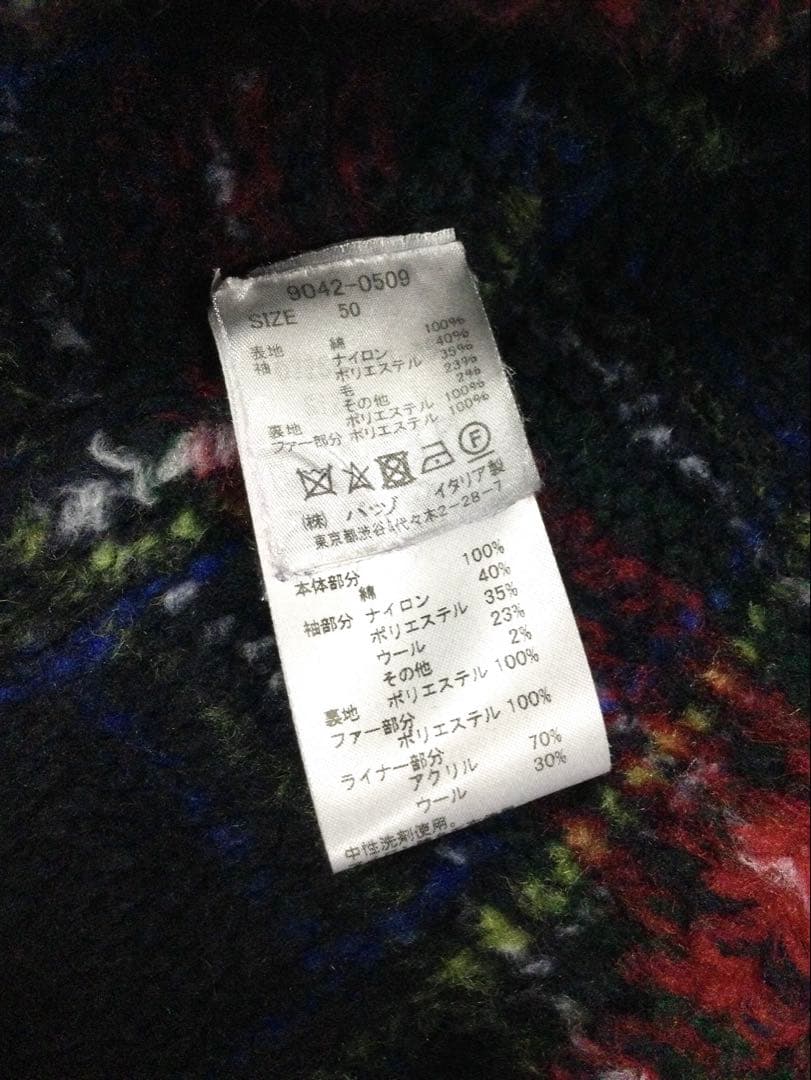 9042-0509
SIZE 50
表地 綿 100%
袖 ナイロン 40%
ポリエステル 35%
毛 23%
その他 2%
裏地 ポリエステル 100%
ファー部分 ポリエステル 100%
F
(株) ハッヅ イタリア製
東京都渋谷区代々木2-28-7
本体部分
綿 100%
袖部分 ナイロン 40%
ポリエステル 35%
ウール 23%
その他 2%
裏地 ポリエステル 100%
ファー部分
ポリエステル 100%
ライナー部分
アクリル 70%
ウール 30%
中性洗剤使用。